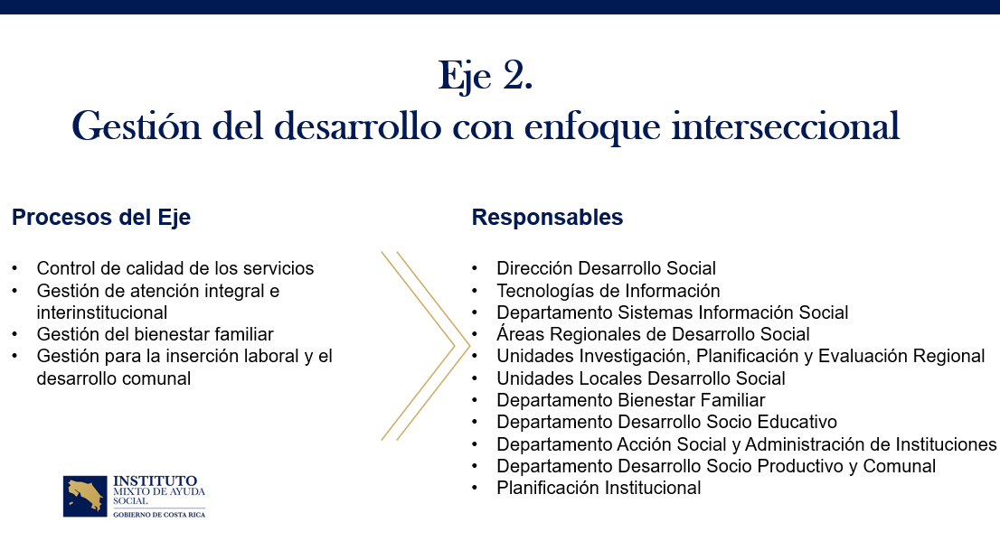 Eje 2.
Gestión del desarrollo con enfoque interseccional
Procesos del Eje
• Control de calidad de los servicios
• Gestión de atención integral e
interinstitucional
• Gestión del bienestar familiar
• Gestión para la inserción laboral y el
desarrollo comunal
Responsables
• Dirección Desarrollo Social
• Tecnologías de Información
• Departamento Sistemas Información Social
• Áreas Regionales de Desarrollo Social
• Unidades Investigación, Planificación y Evaluación Regional
• Unidades Locales Desarrollo Social
• Departamento Bienestar Familiar
• Departamento Desarrollo Socio Educativo
• Departamento Acción Social y Administración de Instituciones
• Departamento Desarrollo Socio Productivo y Comunal
• Planificación Institucional
INSTITUTO
MIXTO DE AYUDA
SOCIAL
GOBIERNO DE COSTA RICA